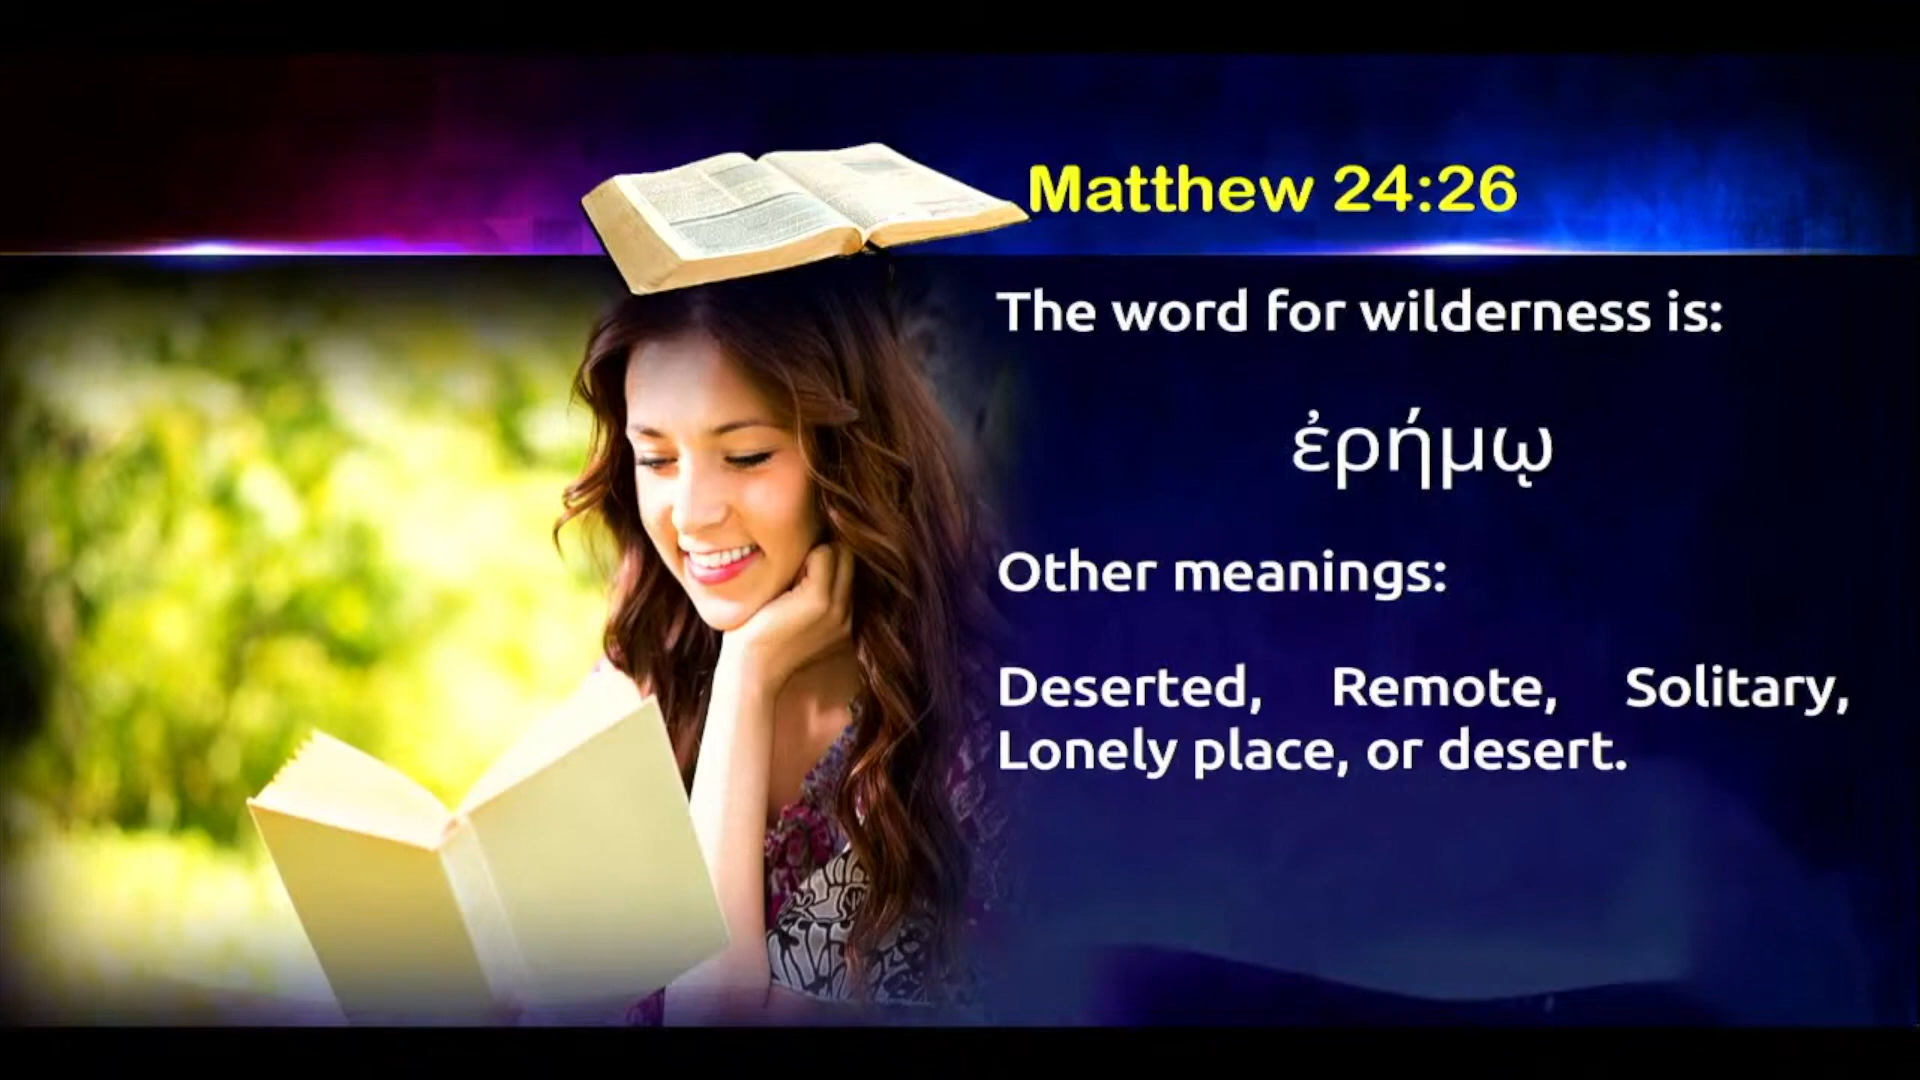 Matthew 24:26
The word for wilderness is:
ἐρήμῳ
Other meanings:
Deserted, Remote, Solitary,
Lonely place, or desert.